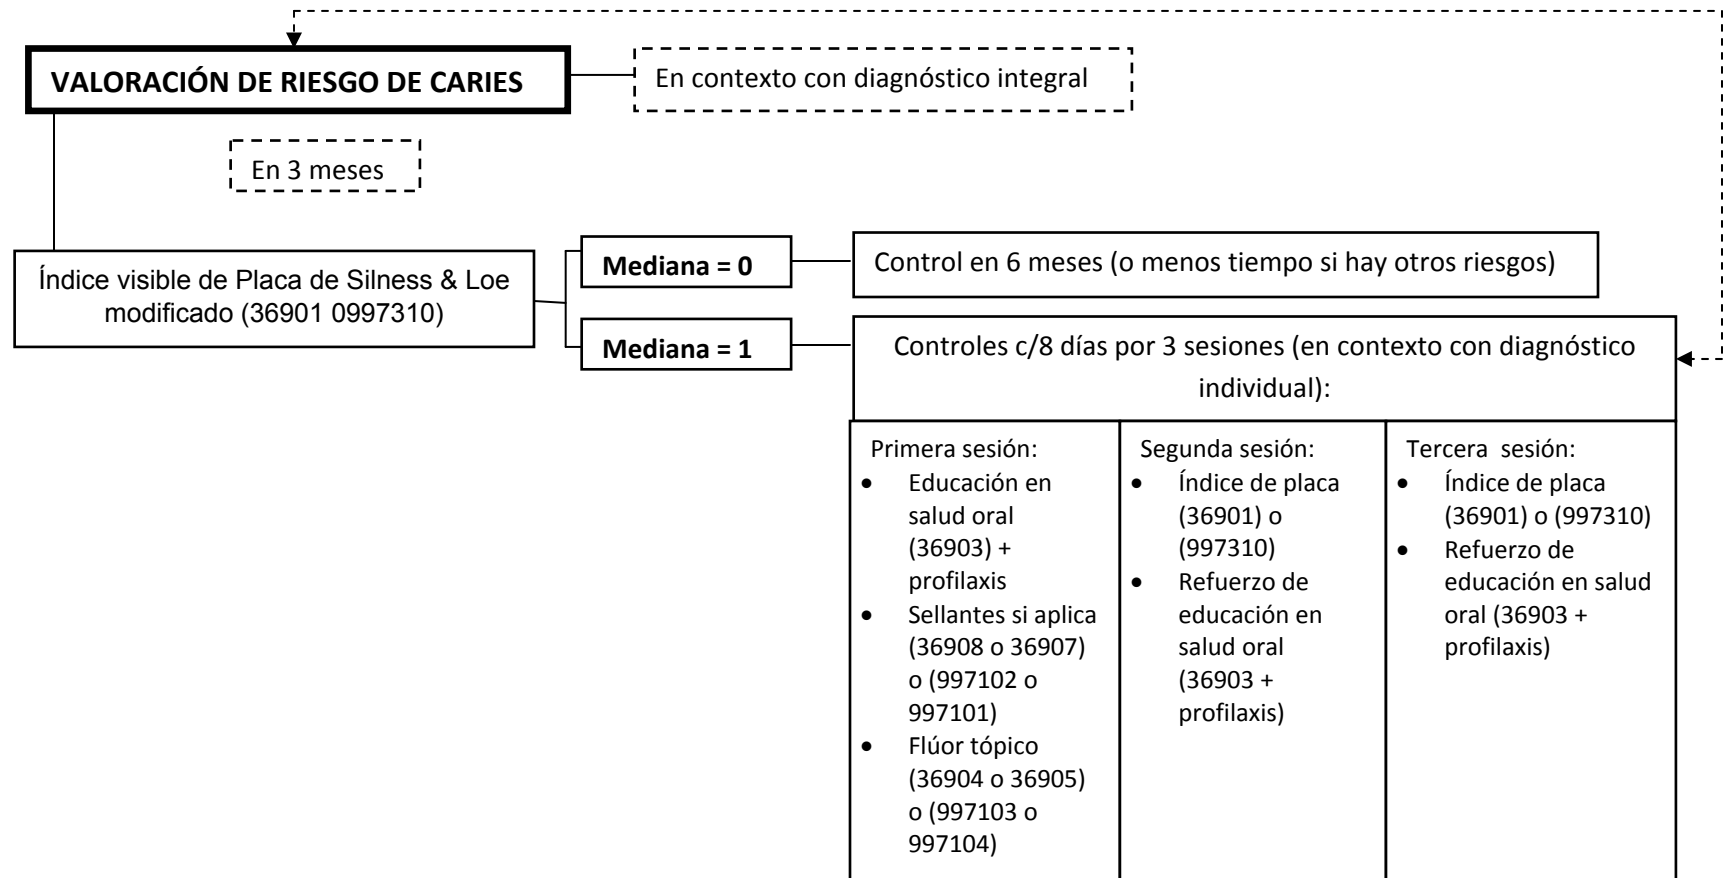 VALORACIÓN DE RIESGO DE CARIES
En contexto con diagnóstico integral
En 3 meses
Índice visible de Placa de Silness & Loe
modificado (36901 0997310)
Mediana = 0
Control en 6 meses (o menos tiempo si hay otros riesgos)
Mediana = 1
Controles c/8 días por 3 sesiones (en contexto con diagnóstico
individual):
Primera sesión:
• Educación en
salud oral
(36903) +
profilaxis
• Sellantes si aplica
(36908 o 36907)
o (997102 o
997101)
• Flúor tópico
(36904 o 36905)
o (997103 o
997104)
Segunda sesión:
• Índice de placa
(36901) o
(997310)
• Refuerzo de
educación en
salud oral
(36903 +
profilaxis)
Tercera sesión:
• Índice de placa
(36901) o (997310)
• Refuerzo de
educación en salud
oral (36903 +
profilaxis)